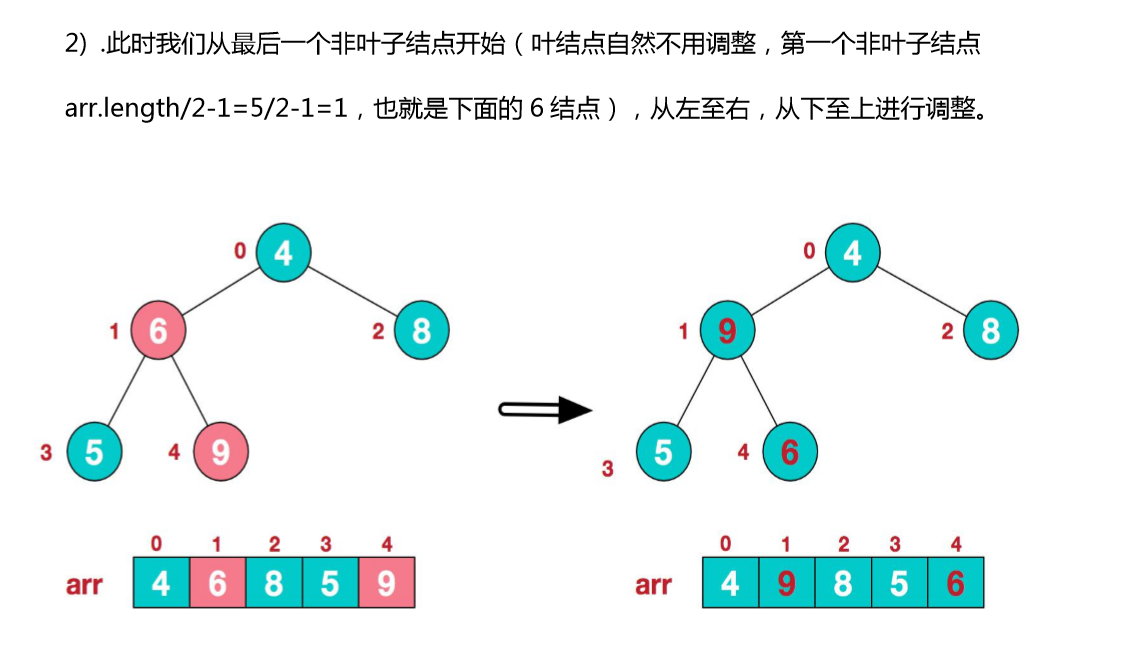 2）.此时我们从最后一个非叶子结点开始（叶结点自然不用调整，第一个非叶子结点
arr.length/2-1=5/2-1=1，也就是下面的 6 结点），从左至右，从下至上进行调整。
0 4
0 4
1 6
2 8
1 9
2 8
3 5
4 9
3 5
4 6
0 1 2 3 4
0 1 2 3 4
arr 4 6 8 5 9
arr 4 9 8 5 6